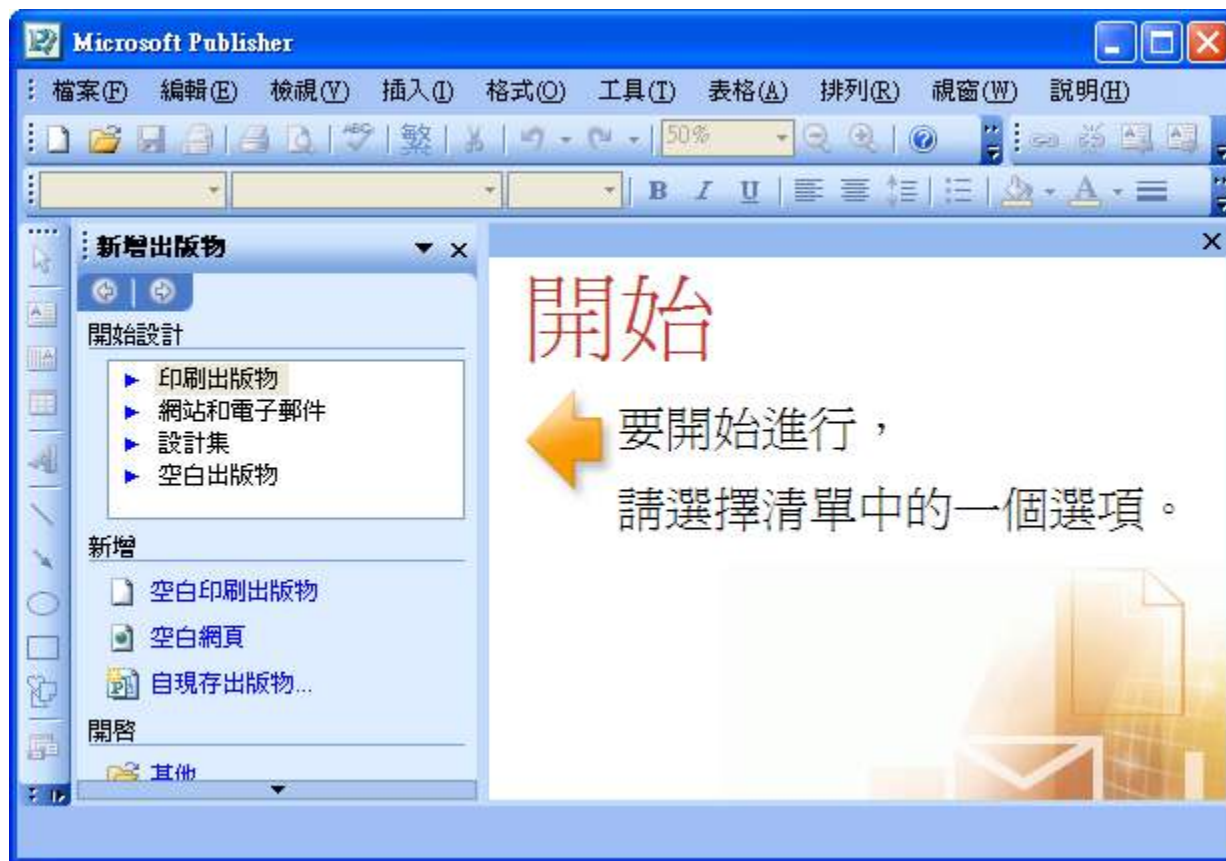 Microsoft Publisher
檔案(F) 編輯(E) 檢視(V) 插入(I) 格式(O) 工具(T) 表格(A) 排列(R) 視窗(W) 說明(H)
繁 50%
B I U A
新增出版物
開始設計
印刷出版物
網站和電子郵件
設計集
空白出版物
新增
空白印刷出版物
空白網頁
自現存出版物...
開啓
其他
開始
要開始進行，
請選擇清單中的一個選項。